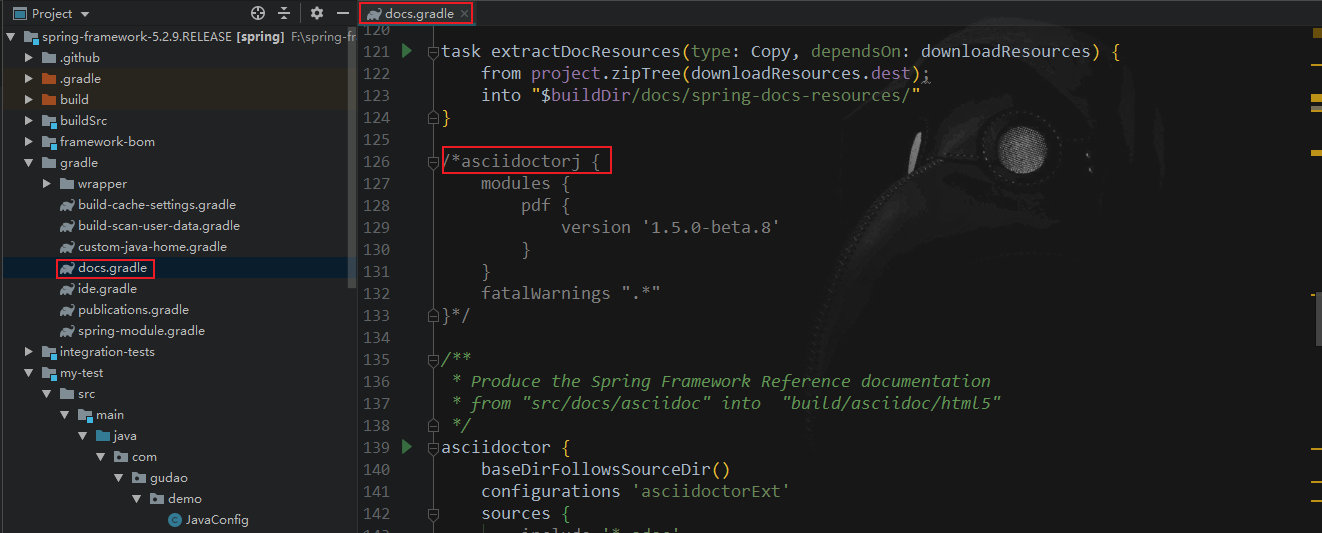 Project
spring-framework-5.2.9.RELEASE [spring] F:\spring-fr
.github
.gradle
build
buildSrc
framework-bom
gradle
wrapper
build-cache-settings.gradle
build-scan-user-data.gradle
custom-java-home.gradle
docs.gradle
ide.gradle
publications.gradle
spring-module.gradle
integration-tests
my-test
src
main
java
com
gudao
demo
JavaConfig
docs.gradle
120
121 task extractDocResources(type: Copy, dependsOn: downloadResources) {
122 from project.zipTree(downloadResources.dest);
123 into "$buildDir/docs/spring-docs-resources/"
124 }
125
126 /*asciidoctorj {
127 modules {
128 pdf {
129 version '1.5.0-beta.8'
130 }
131 }
132 fatalWarnings ".*"
133 }*/
134
135 /**
136 * Produce the Spring Framework Reference documentation
137 * from "src/docs/asciidoc" into "build/asciidoc/html5"
138 */
139 asciidoctor {
140 baseDirFollowsSourceDir()
141 configurations 'asciidoctorExt'
142 sources {